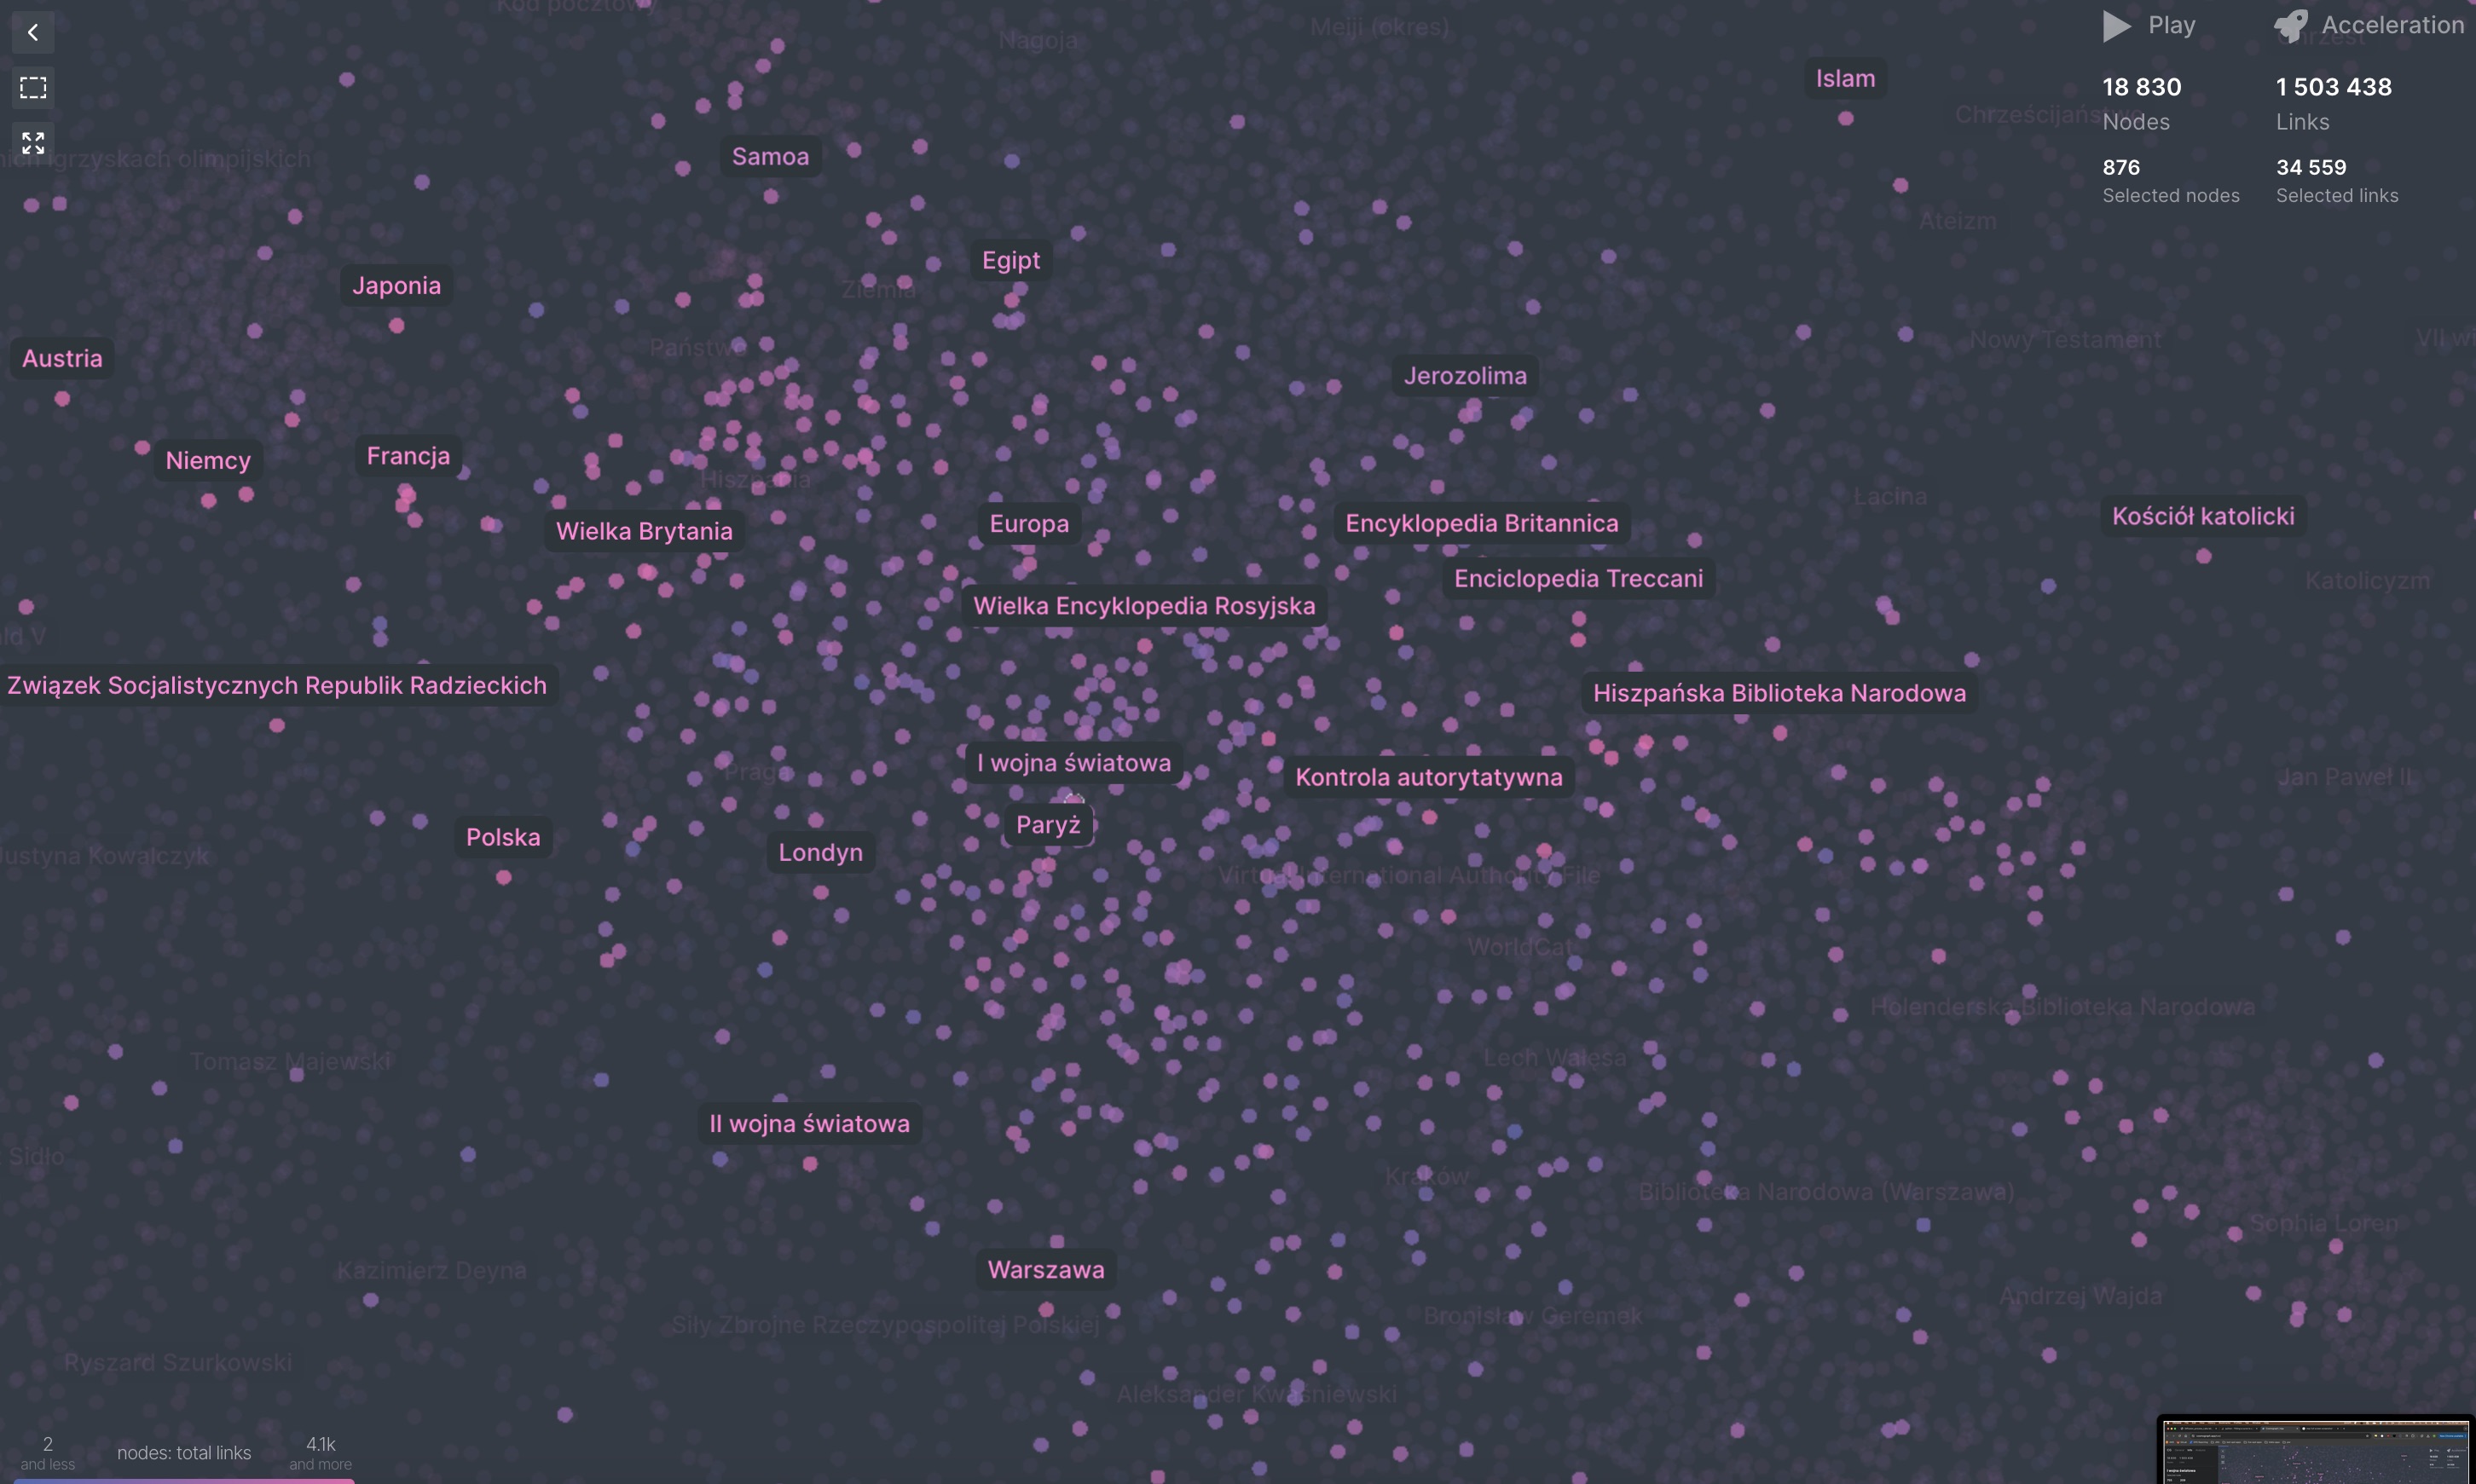 Kod pocztowy
Nagoja
Meiji (okres)
Play
Acceleration
Chrzest
Islam
18 830
Nodes
1 503 438
Links
Chrześcijaństwo
Samoa
igrzyskach olimpijskich
876
Selected nodes
34 559
Selected links
Ateizm
Egipt
Japonia
Ziemia
Państwo
Austria
Nowy Testament
VII
Jerozolima
Niemcy
Francja
Hiszpania
Łacina
Wielka Brytania
Europa
Encyklopedia Britannica
Kościół katolicki
Enciclopedia Treccani
Katolicyzm
Wielka Encyklopedia Rosyjska
V
Związek Socjalistycznych Republik Radzieckich
Hiszpańska Biblioteka Narodowa
I wojna światowa
Praga
Kontrola autorytatywna
Jan Paweł II
Paryż
Polska
Londyn
Justyna Kowalczyk
Virtual International Authority File
WorldCat
Holenderska Biblioteka Narodowa
Tomasz Majewski
Lech Wałęsa
II wojna światowa
Sidło
Kraków
Biblioteka Narodowa (Warszawa)
Sophia Loren
Warszawa
Kazimierz Deyna
Andrzej Wajda
Siły Zbrojne Rzeczypospolitej Polskiej
Bronisław Geremek
Ryszard Szurkowski
Aleksander Kwaśniewski
2
and less
nodes: total links
4.1k
and more